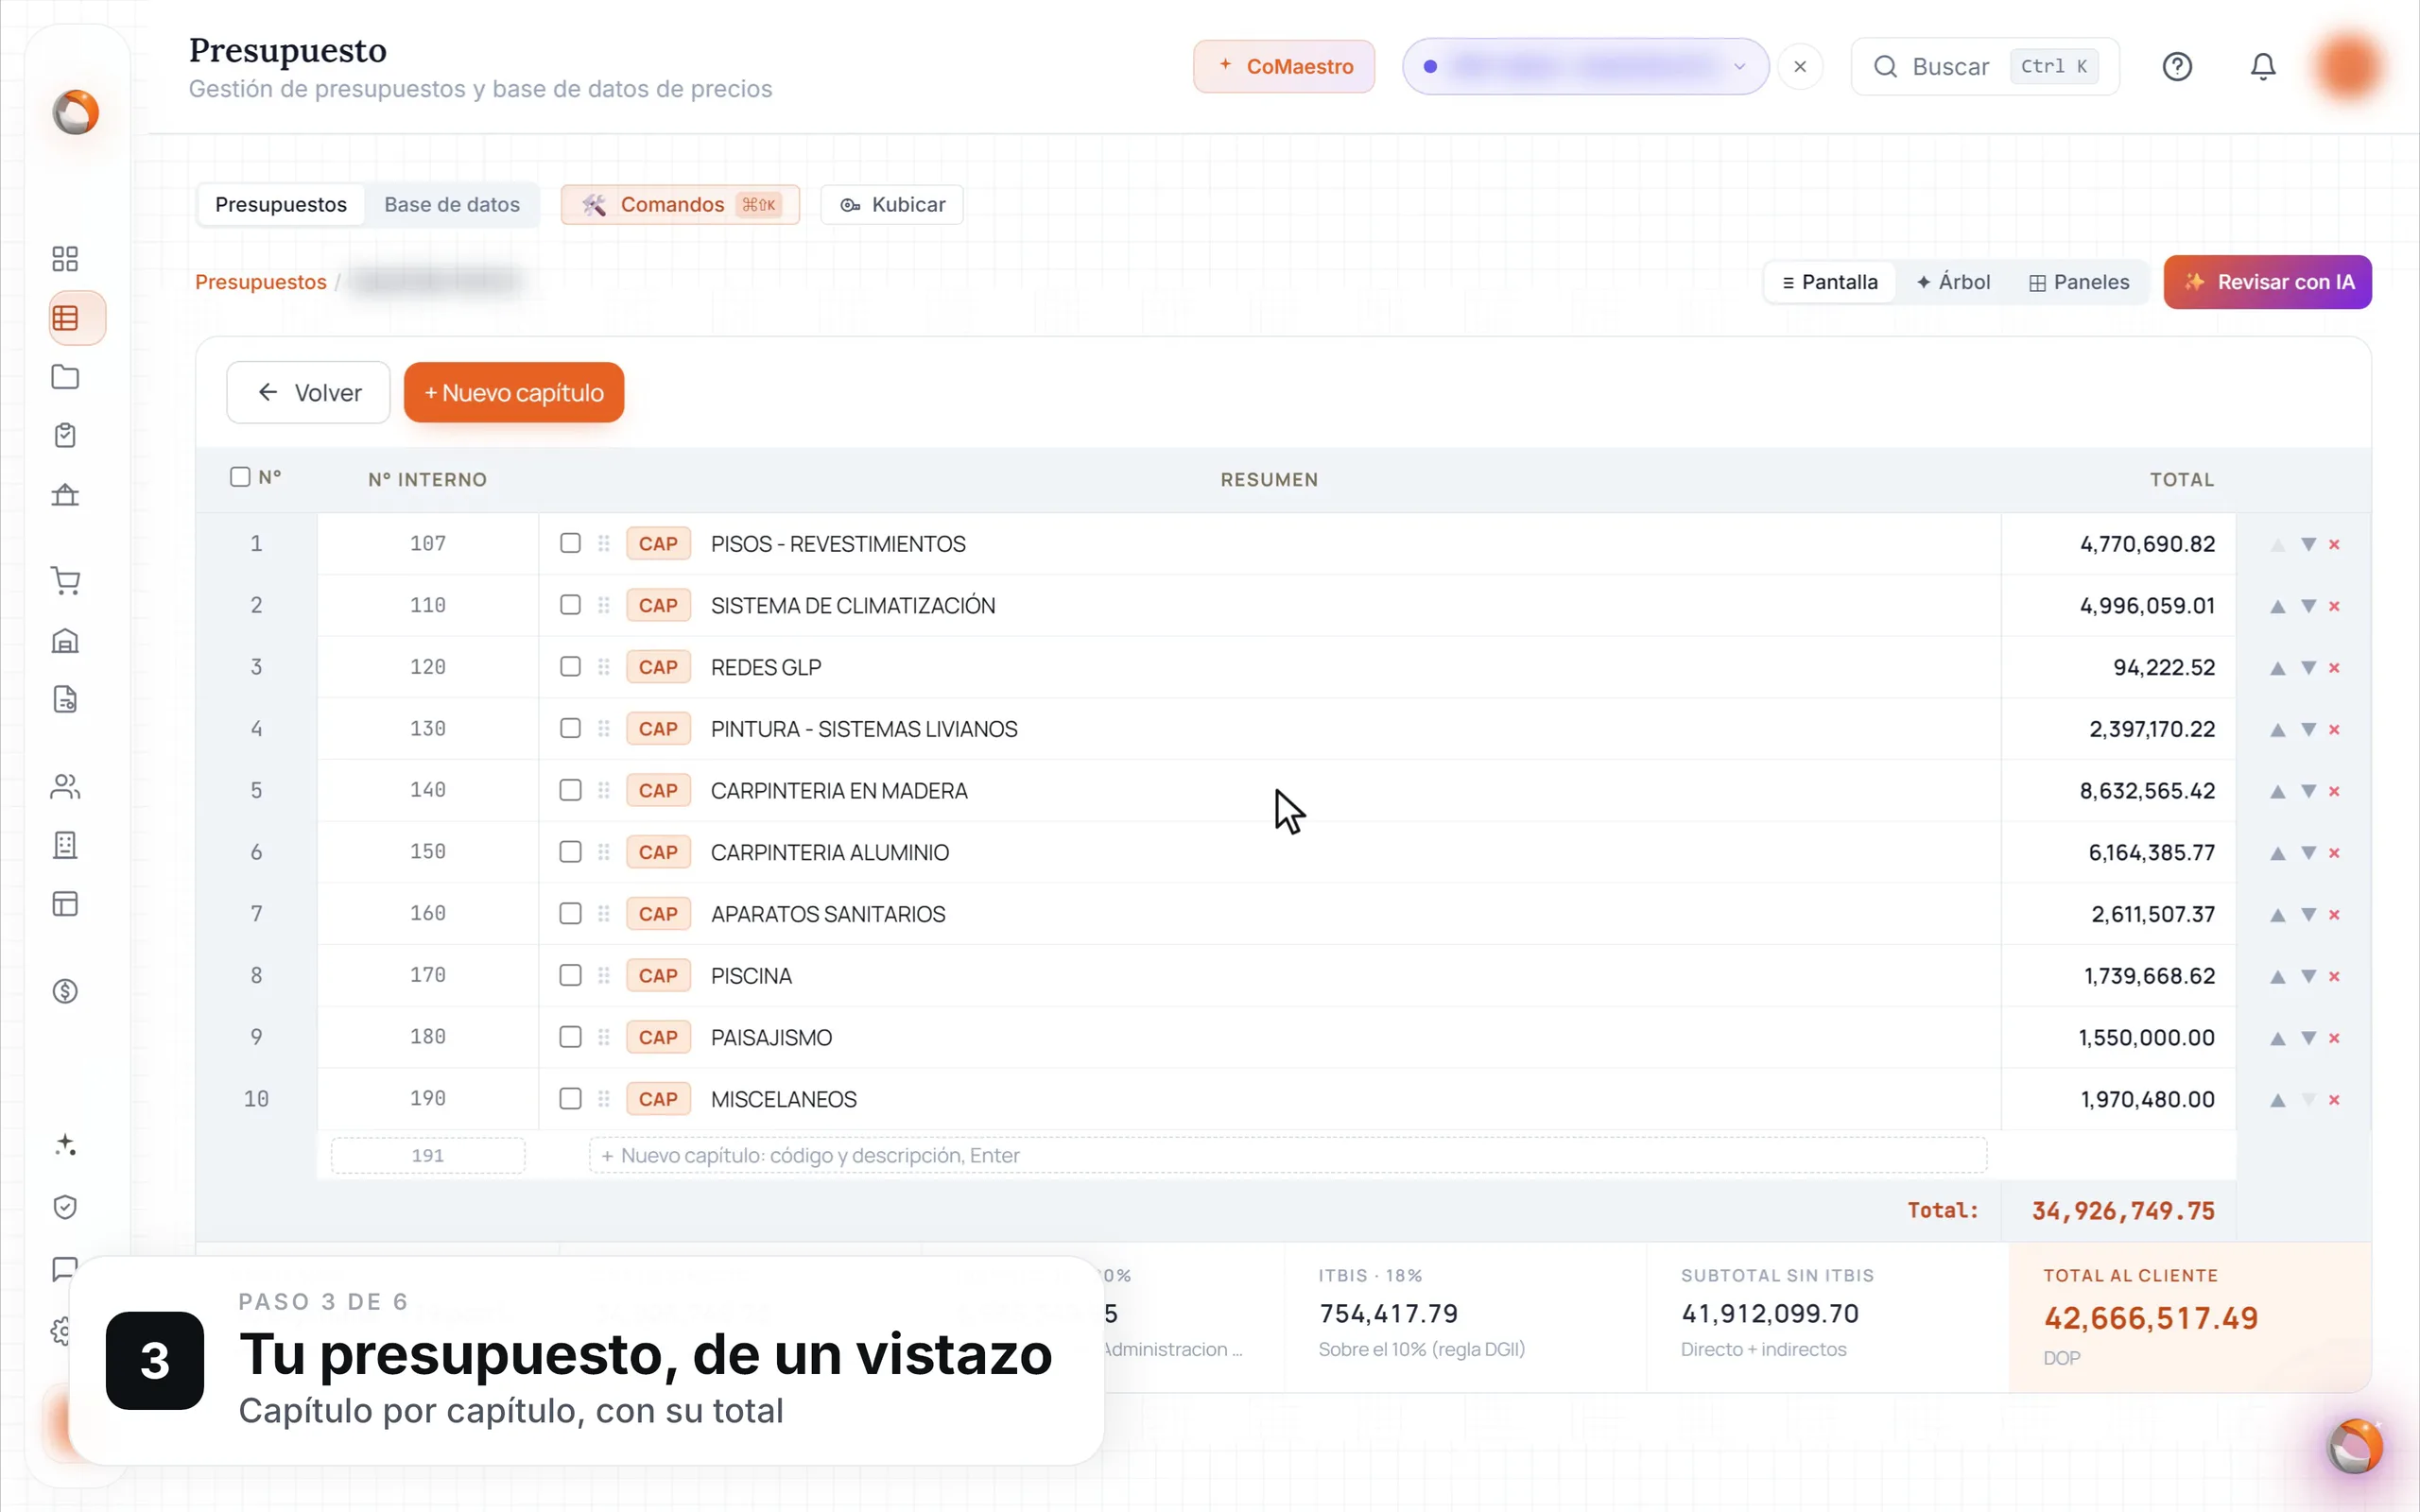 Presupuesto
Gestión de presupuestos y base de datos de precios
CoMaestro
Buscar Ctrl K
Presupuestos Base de datos Comandos ⌘⇧K Kubicar
Presupuestos /
Pantalla Árbol Paneles Revisar con IA
Volver + Nuevo capítulo
Nº Nº INTERNO RESUMEN TOTAL
1 107 CAP PISOS - REVESTIMIENTOS 4,770,690.82
2 110 CAP SISTEMA DE CLIMATIZACIÓN 4,996,059.01
3 120 CAP REDES GLP 94,222.52
4 130 CAP PINTURA - SISTEMAS LIVIANOS 2,397,170.22
5 140 CAP CARPINTERIA EN MADERA 8,632,565.42
6 150 CAP CARPINTERIA ALUMINIO 6,164,385.77
7 160 CAP APARATOS SANITARIOS 2,611,507.37
8 170 CAP PISCINA 1,739,668.62
9 180 CAP PAISAJISMO 1,550,000.00
10 190 CAP MISCELANEOS 1,970,480.00
191 + Nuevo capítulo: código y descripción, Enter
Total: 34,926,749.75
0% ITBIS · 18% SUBTOTAL SIN ITBIS TOTAL AL CLIENTE
5 754,417.79 41,912,099.70 42,666,517.49
Administracion ... Sobre el 10% (regla DGII) Directo + indirectos DOP
PASO 3 DE 6
3 Tu presupuesto, de un vistazo
Capítulo por capítulo, con su total